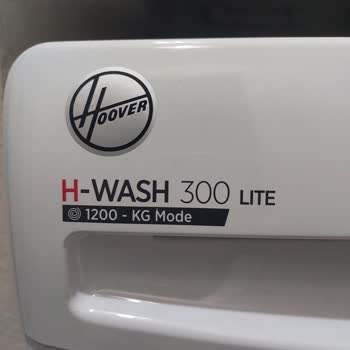 HOOVER
H-WASH 300 LITE
1200 - KG Mode